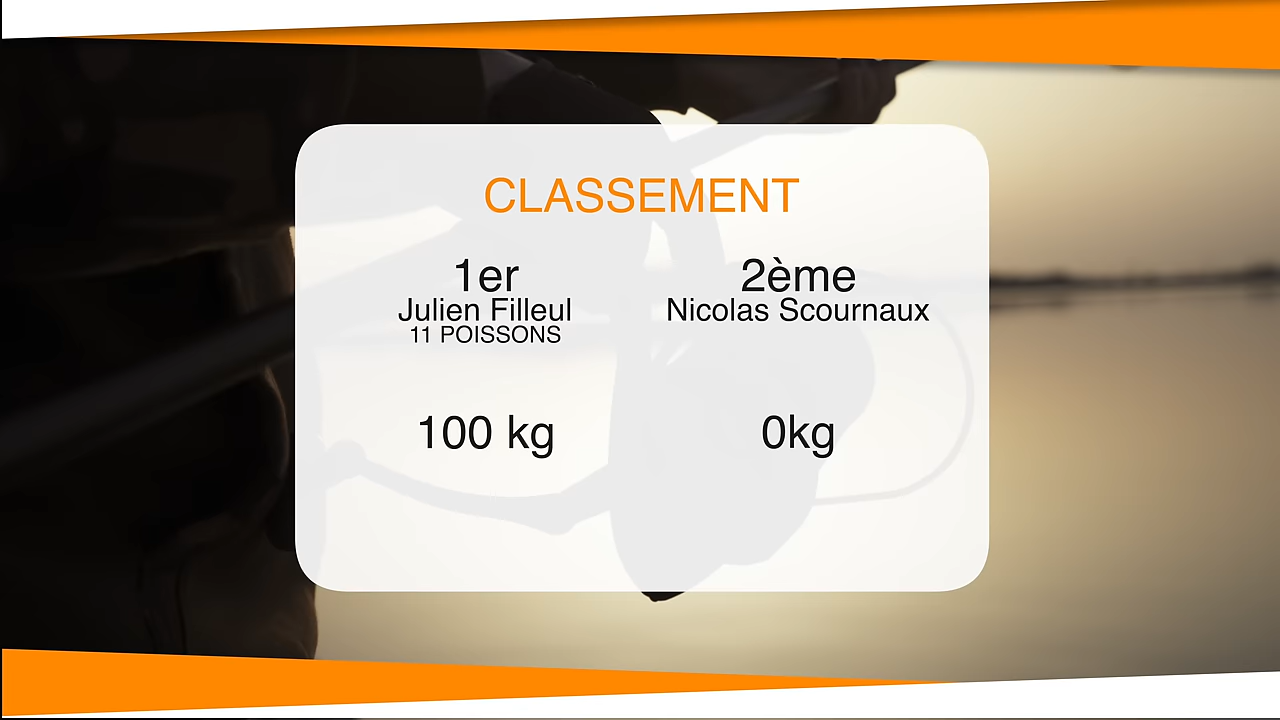 CLASSEMENT
1er
Julien Filleul
11 POISSONS
100 kg
2ème
Nicolas Scournaux
0kg